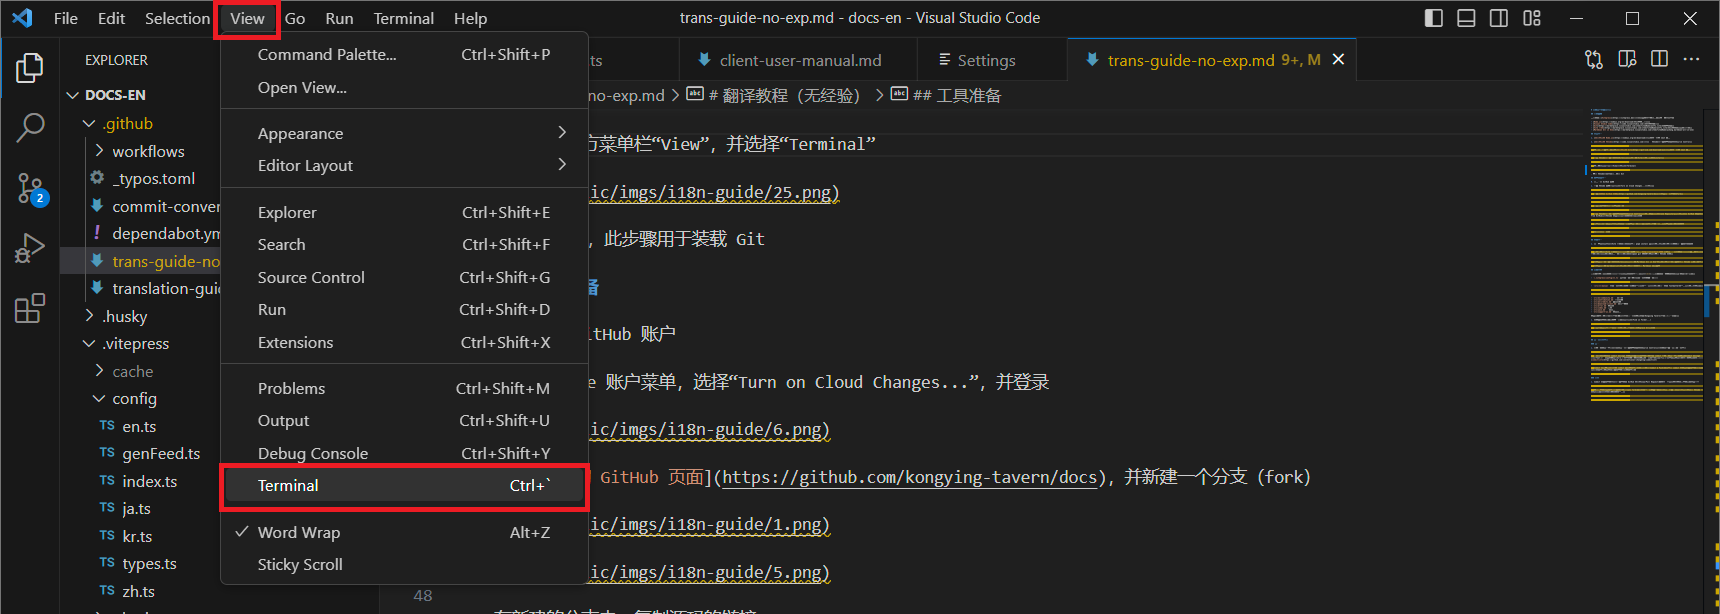 File Edit Selection View Go Run Terminal Help
trans-guide-no-exp.md - docs-en - Visual Studio Code
EXPLORER
DOCS-EN
.github
workflows
_typos.toml
commit-conver
dependabot.ym
trans-guide-no
translation-gui
.husky
.vitepress
cache
config
TS en.ts
TS genFeed.ts
TS index.ts
TS ja.ts
TS kr.ts
TS types.ts
TS zh.ts
2
Command Palette... Ctrl+Shift+P
Open View...
Appearance
Editor Layout
Explorer Ctrl+Shift+E
Search Ctrl+Shift+F
Source Control Ctrl+Shift+G
Run Ctrl+Shift+D
Extensions Ctrl+Shift+X
Problems Ctrl+Shift+M
Output Ctrl+Shift+U
Debug Console Ctrl+Shift+Y
Terminal Ctrl+`
Word Wrap Alt+Z
Sticky Scroll
ts client-user-manual.md Settings trans-guide-no-exp.md 9+, M
no-exp.md > # 翻译教程（无经验） > ## 工具准备
方菜单栏“View”，并选择“Terminal”
ic/imgs/i18n-guide/25.png)
，此步骤用于装载 Git
备
itHub 账户
e 账户菜单，选择“Turn on Cloud Changes...”，并登录
ic/imgs/i18n-guide/6.png)
GitHub 页面](https://github.com/kongying-tavern/docs)，并新建一个分支（fork）
ic/imgs/i18n-guide/1.png)
ic/imgs/i18n-guide/5.png)
48